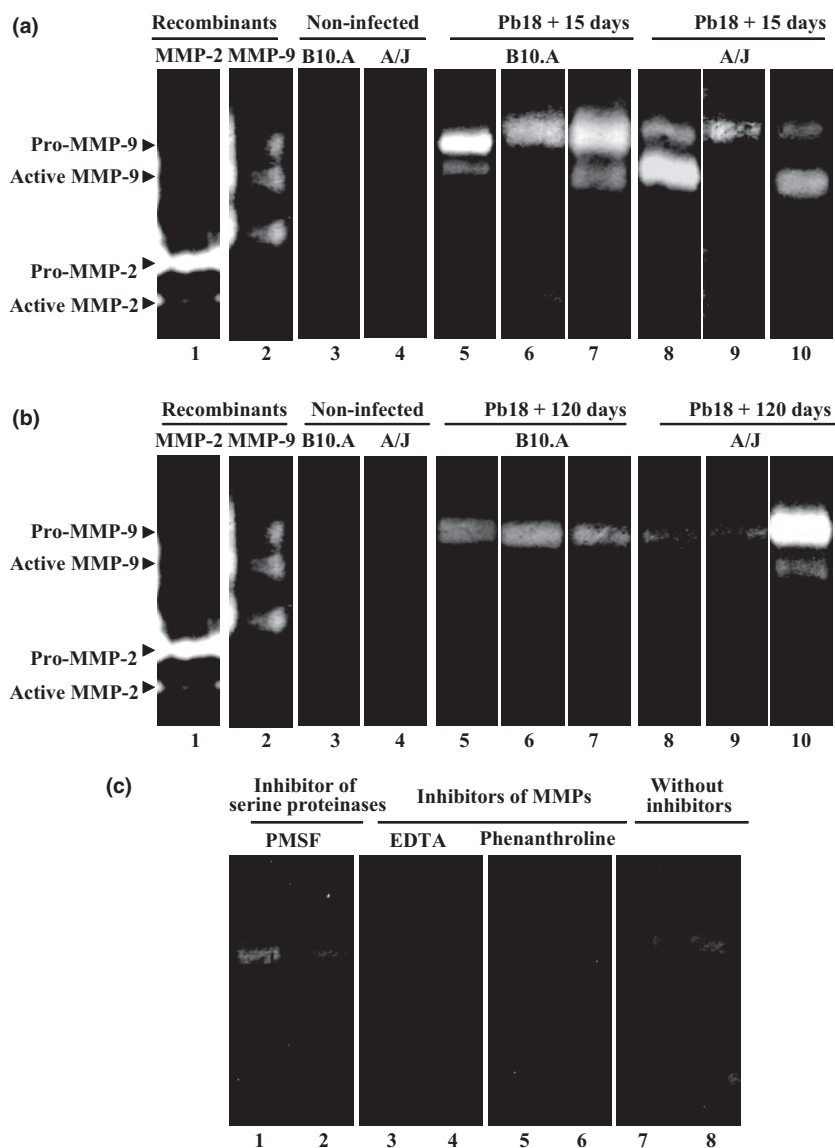 (a)
Recombinants Non-infected Pb18 + 15 days Pb18 + 15 days
MMP-2 MMP-9 B10.A A/J B10.A A/J
Pro-MMP-9
Active MMP-9
Pro-MMP-2
Active MMP-2
1 2 3 4 5 6 7 8 9 10
(b)
Recombinants Non-infected Pb18 + 120 days Pb18 + 120 days
MMP-2 MMP-9 B10.A A/J B10.A A/J
Pro-MMP-9
Active MMP-9
Pro-MMP-2
Active MMP-2
1 2 3 4 5 6 7 8 9 10
(c)
Inhibitor of
serine proteinases Inhibitors of MMPs Without
inhibitors
PMSF EDTA Phenanthroline
1 2 3 4 5 6 7 8